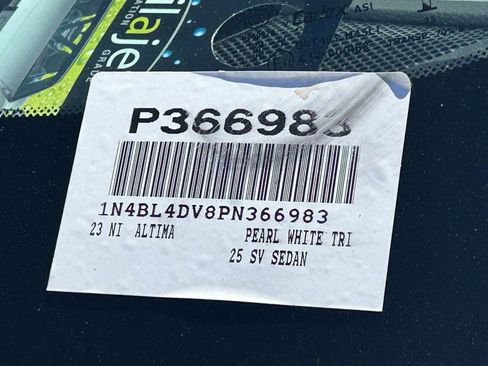 P366983
1N4BL4DV8PN366983
23 NI ALTIMA PEARL WHITE TRI
25 SV SEDAN